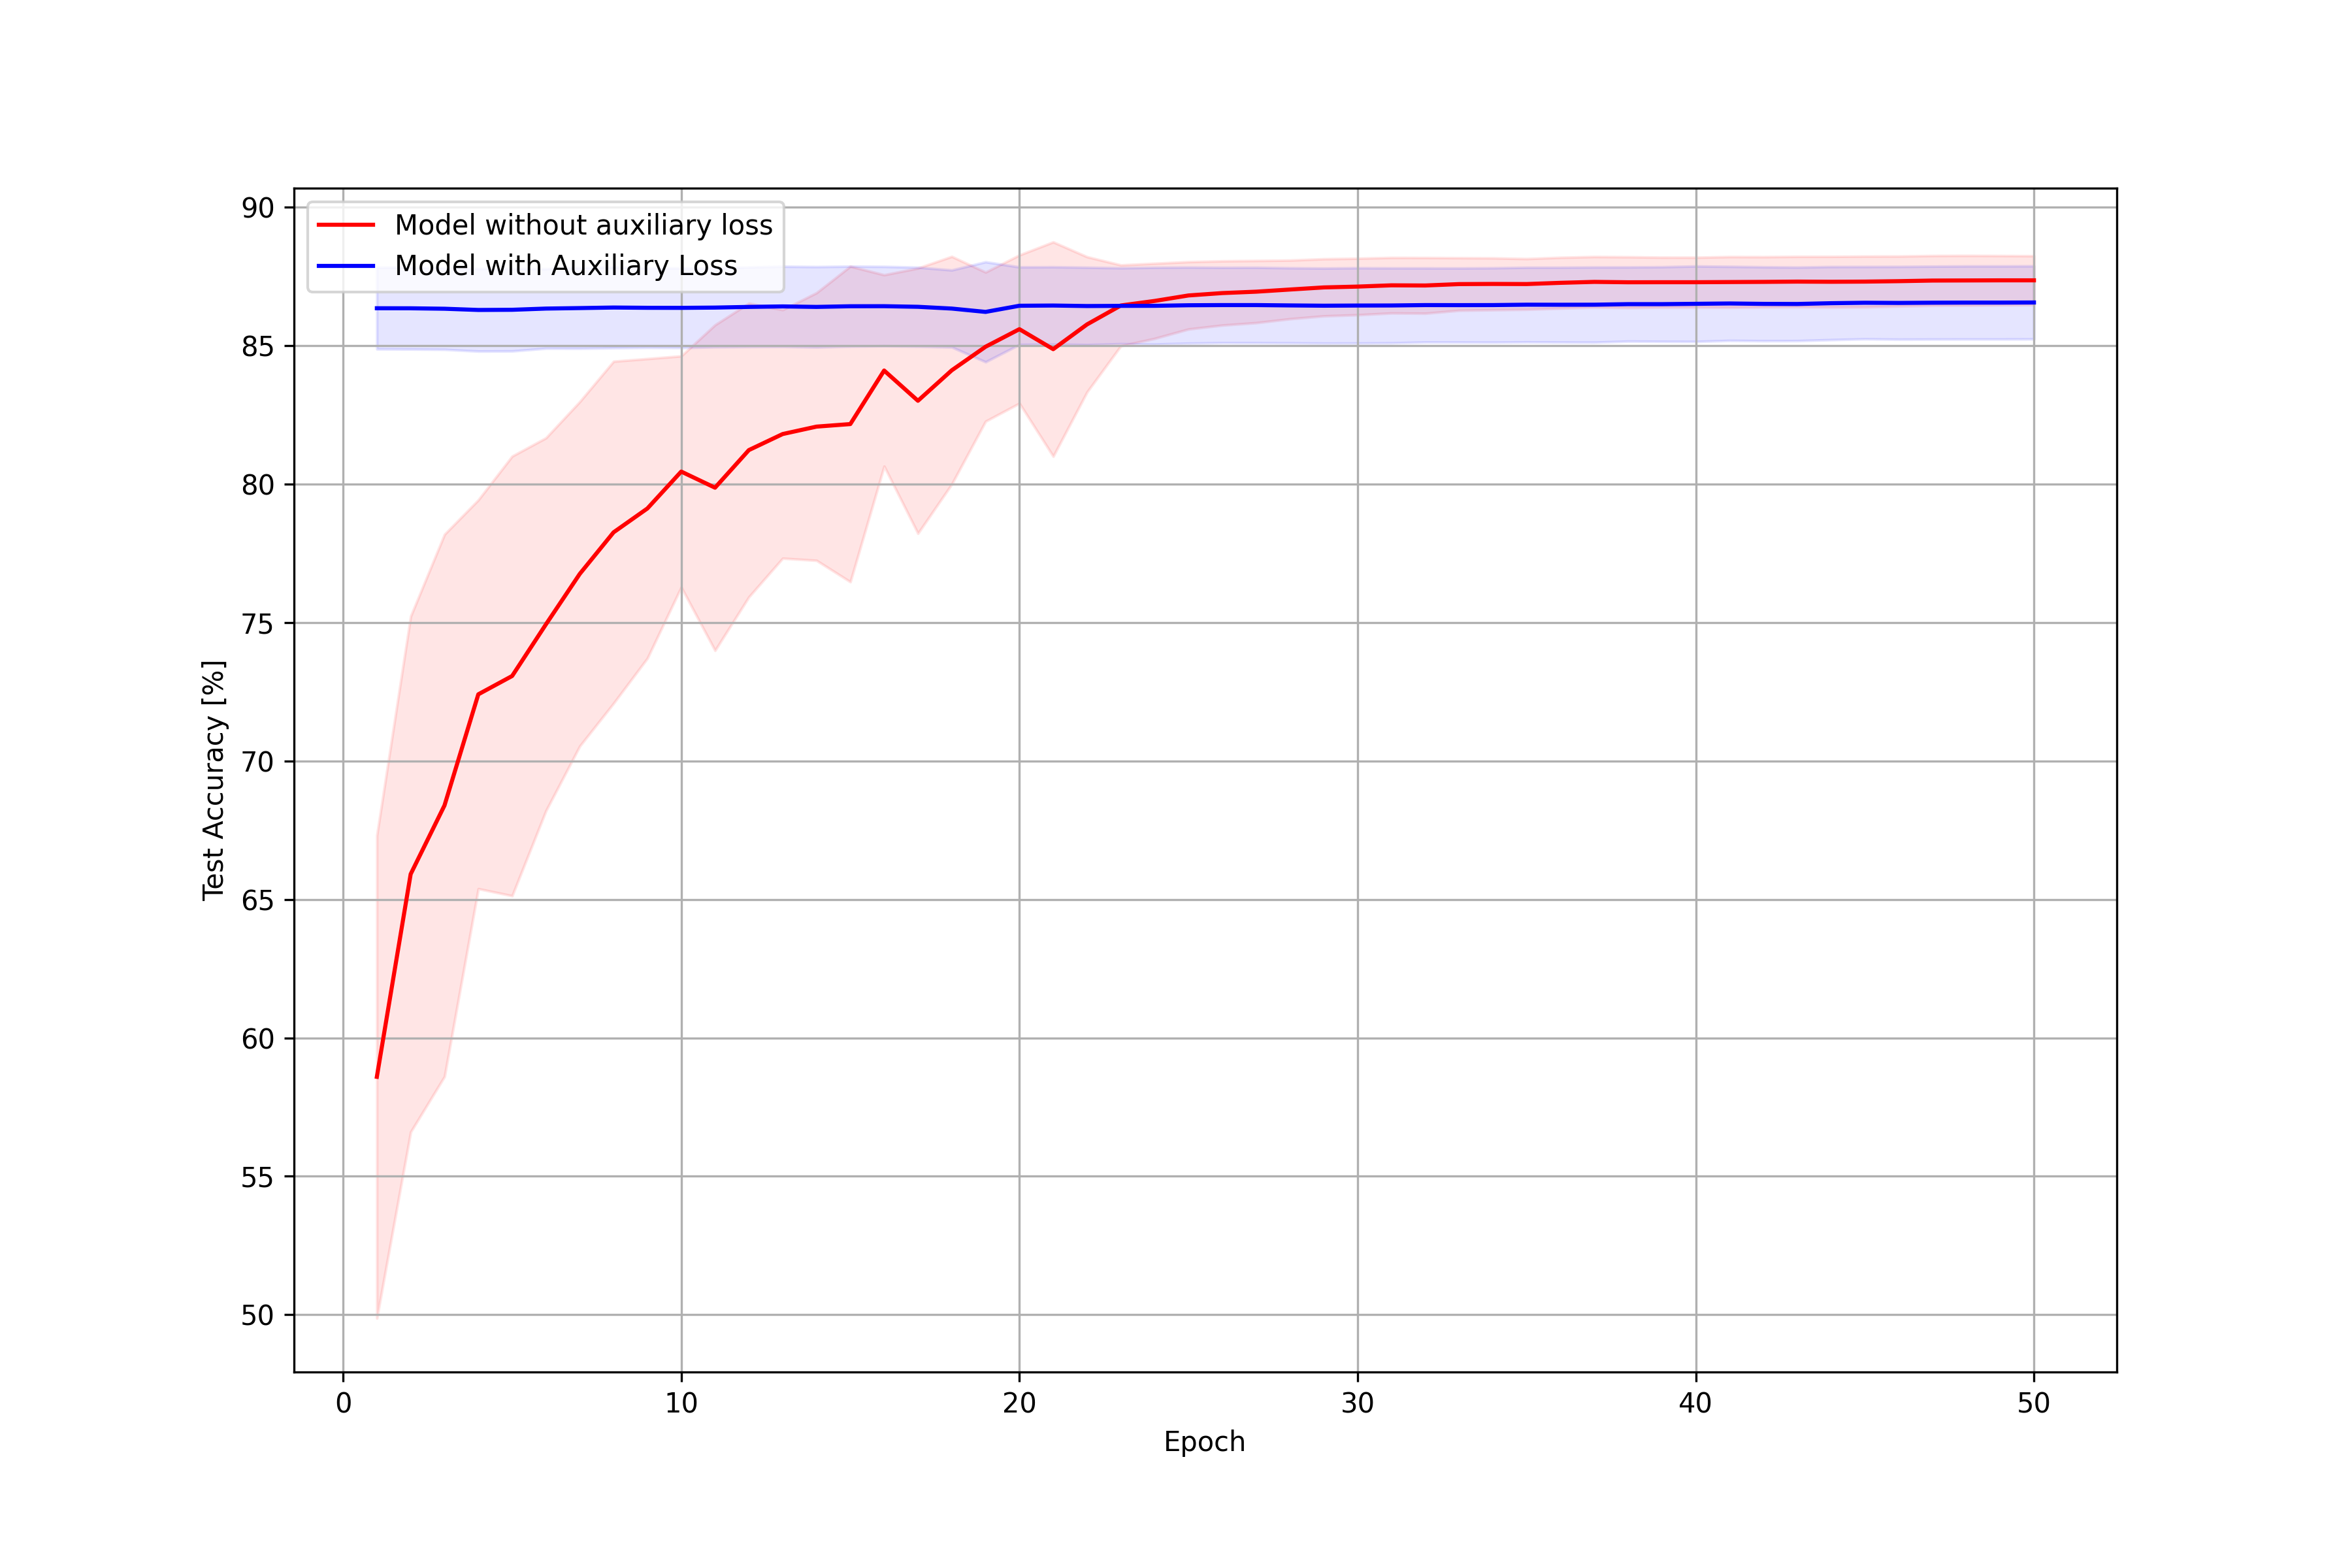 90
85
80
75
70
65
60
55
50
Test Accuracy [%]
Model without auxiliary loss
Model with Auxiliary Loss
0 10 20 30 40 50
Epoch